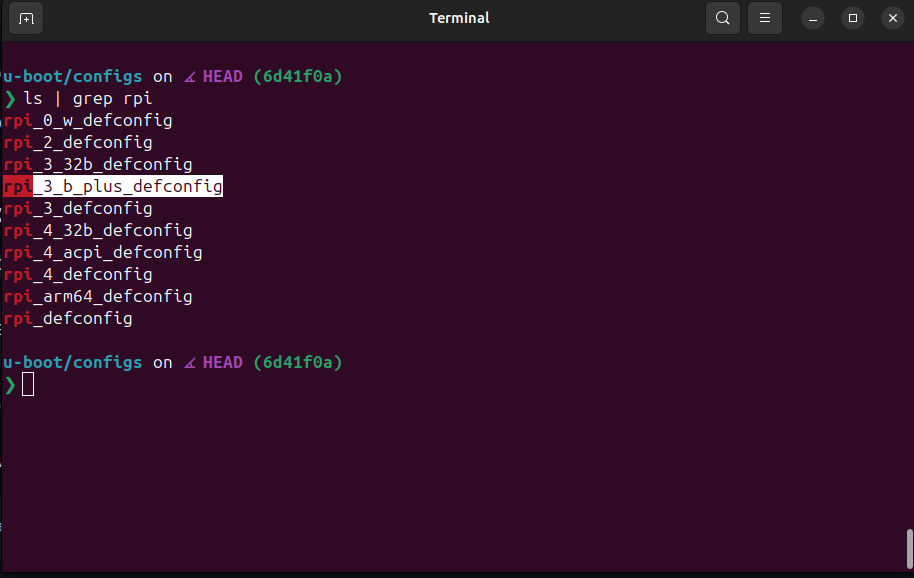 Terminal
u-boot/configs on HEAD (6d41f0a)
❯ ls | grep rpi
rpi_0_w_defconfig
rpi_2_defconfig
rpi_3_32b_defconfig
rpi_3_b_plus_defconfig
rpi_3_defconfig
rpi_4_32b_defconfig
rpi_4_acpi_defconfig
rpi_4_defconfig
rpi_arm64_defconfig
rpi_defconfig
u-boot/configs on HEAD (6d41f0a)
❯